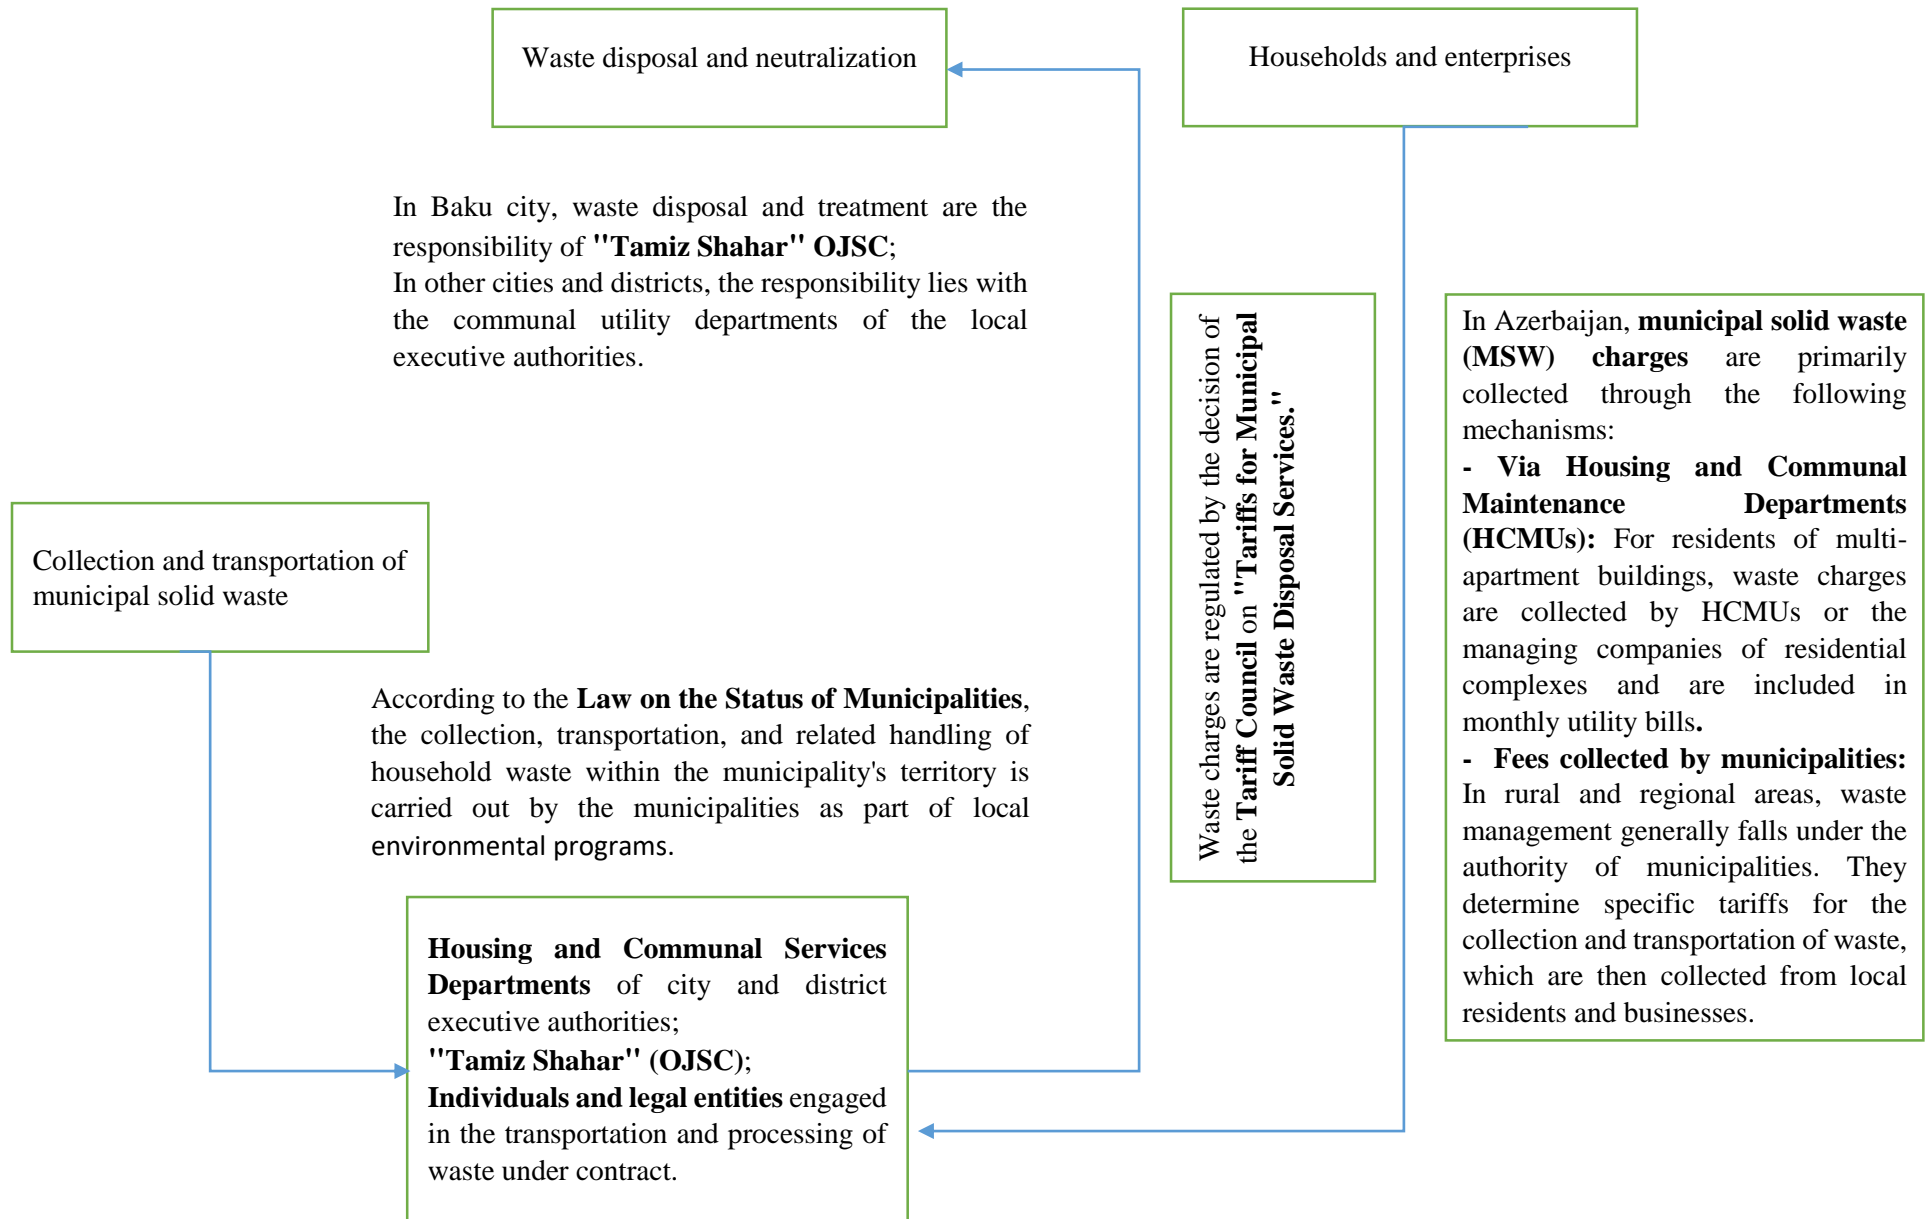 Waste disposal and neutralization
Households and enterprises
In Baku city, waste disposal and treatment are the
responsibility of "Tamiz Shahar" OJSC;
In other cities and districts, the responsibility lies with
the communal utility departments of the local
executive authorities.
Collection and transportation of
municipal solid waste
According to the Law on the Status of Municipalities,
the collection, transportation, and related handling of
household waste within the municipality's territory is
carried out by the municipalities as part of local
environmental programs.
Housing and Communal Services
Departments of city and district
executive authorities;
"Tamiz Shahar" (OJSC);
Individuals and legal entities engaged
in the transportation and processing of
waste under contract.
Waste charges are regulated by the decision of
the Tariff Council on "Tariffs for Municipal
Solid Waste Disposal Services."
In Azerbaijan, municipal solid waste
(MSW) charges are primarily
collected through the following
mechanisms:
- Via Housing and Communal
Maintenance Departments
(HCMUs): For residents of multi-
apartment buildings, waste charges
are collected by HCMUs or the
managing companies of residential
complexes and are included in
monthly utility bills.
- Fees collected by municipalities:
In rural and regional areas, waste
management generally falls under the
authority of municipalities. They
determine specific tariffs for the
collection and transportation of waste,
which are then collected from local
residents and businesses.